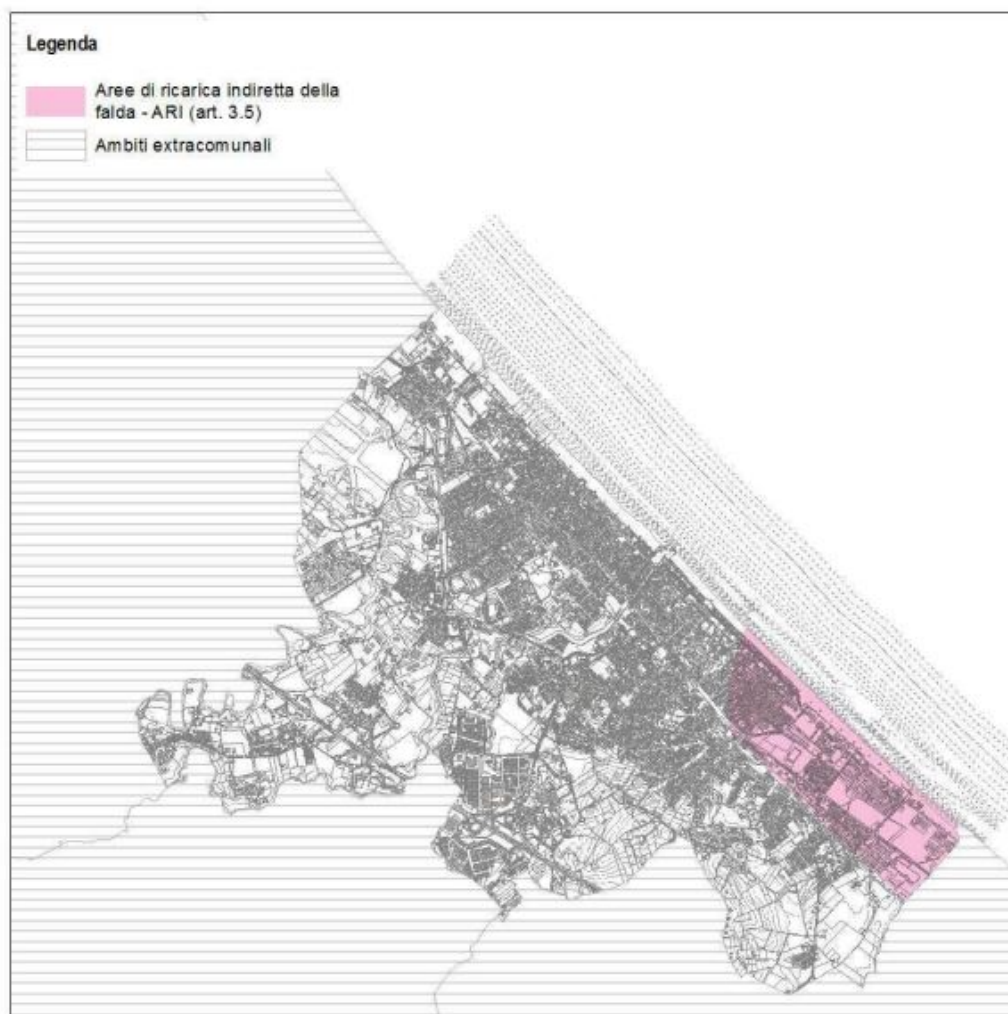 Legenda
Aree di ricarica indiretta della
falda - ARI (art. 3.5)
Ambiti extracomunali